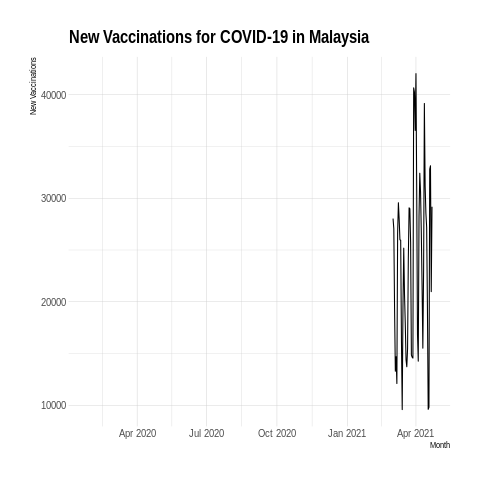 New Vaccinations for COVID-19 in Malaysia
New Vaccinations
40000
30000
20000
10000
Apr 2020 Jul 2020 Oct 2020 Jan 2021 Apr 2021
Month